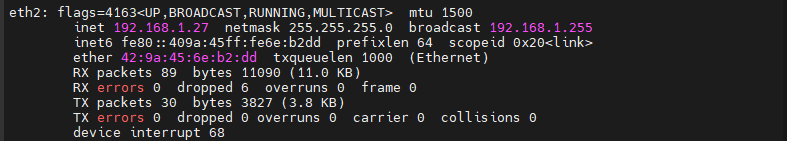 eth2: flags=4163<UP,BROADCAST,RUNNING,MULTICAST>  mtu 1500
inet 192.168.1.27  netmask 255.255.255.0  broadcast 192.168.1.255
inet6 fe80::409a:45ff:fe6e:b2dd  prefixlen 64  scopeid 0x20<link>
ether 42:9a:45:6e:b2:dd  txqueuelen 1000  (Ethernet)
RX packets 89  bytes 11090 (11.0 KB)
RX errors 0  dropped 6  overruns 0  frame 0
TX packets 30  bytes 3827 (3.8 KB)
TX errors 0  dropped 0 overruns 0  carrier 0  collisions 0
device interrupt 68